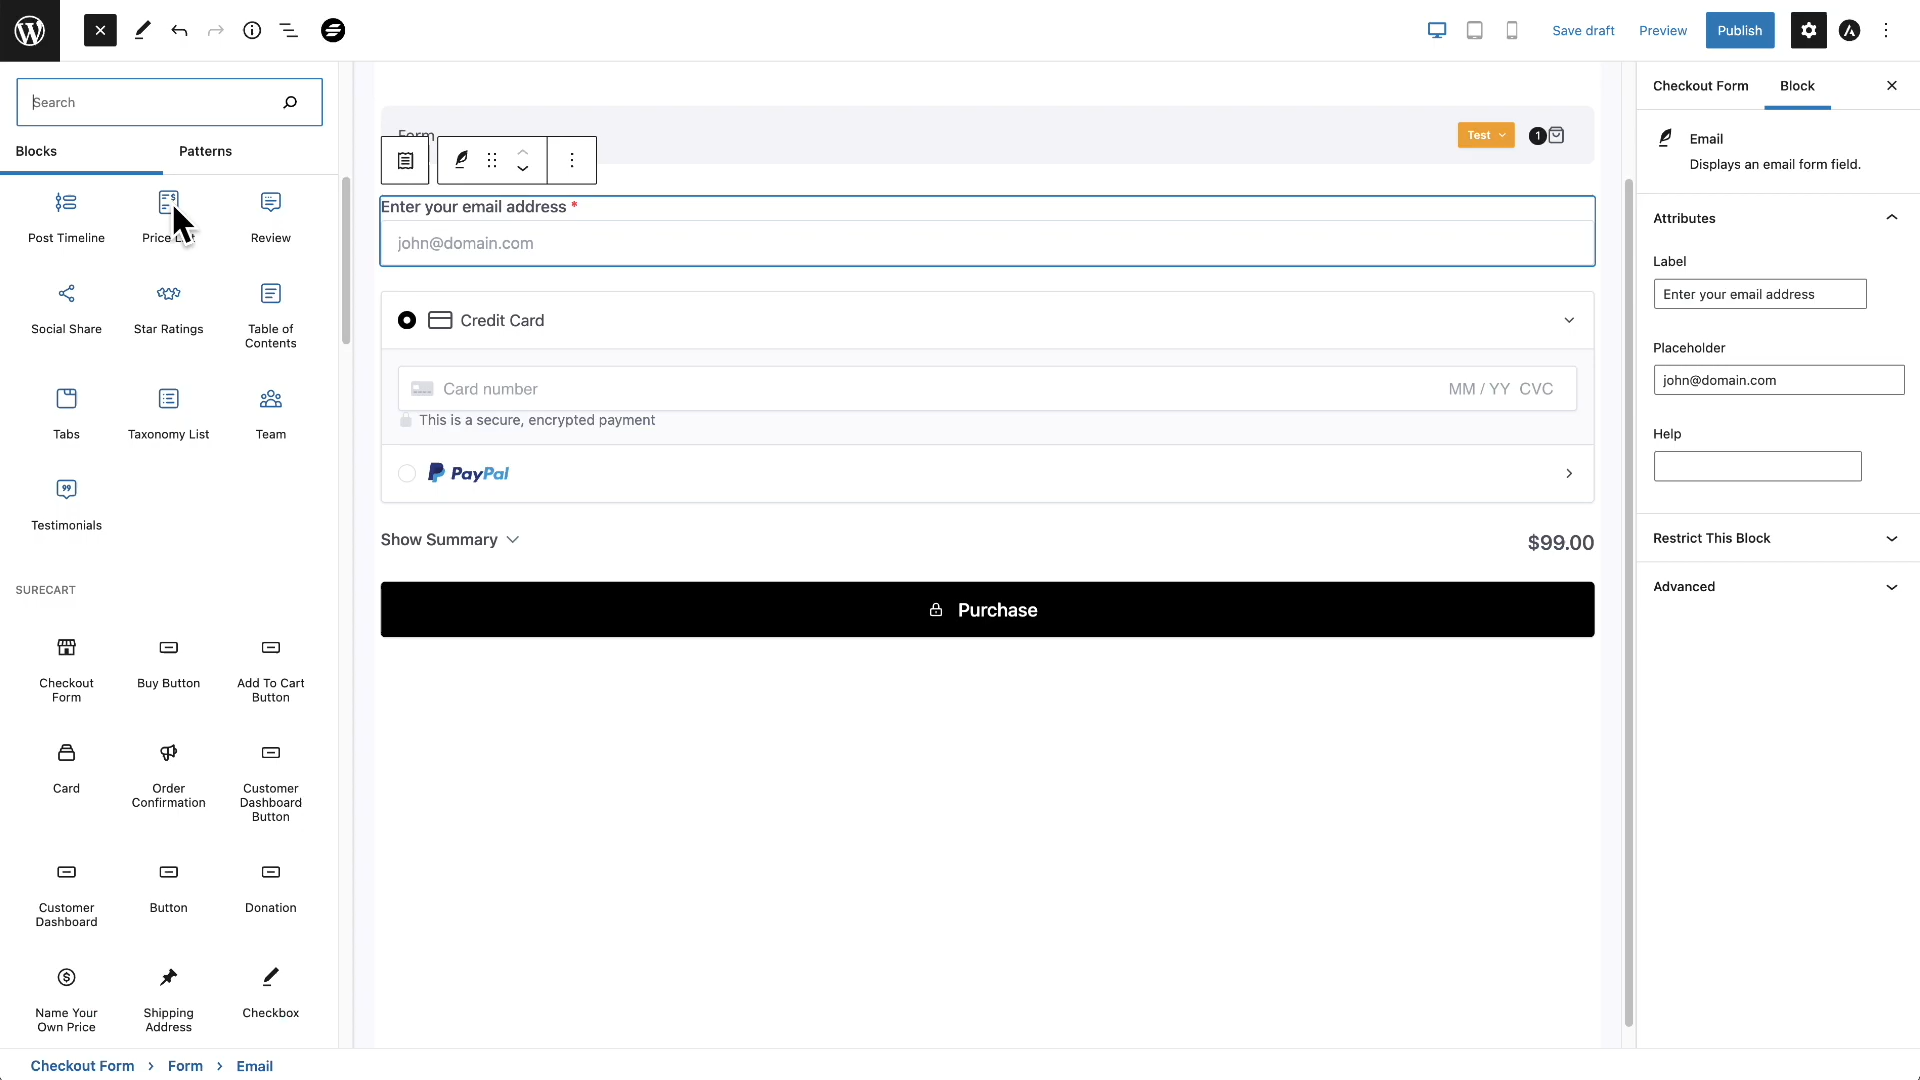 Save draft
Preview
Publish
Search
Blocks
Patterns
Post Timeline
Price List
Review
Social Share
Star Ratings
Table of
Contents
Tabs
Taxonomy List
Team
Testimonials
SURECART
Checkout
Form
Buy Button
Add To Cart
Button
Card
Order
Confirmation
Customer
Dashboard
Button
Customer
Dashboard
Button
Donation
Name Your
Own Price
Shipping
Address
Checkbox
Form
Test
1
Enter your email address *
john@domain.com
Credit Card
Card number
MM / YY CVC
This is a secure, encrypted payment
PayPal
Show Summary
$99.00
Purchase
Checkout Form
Block
Email
Displays an email form field.
Attributes
Label
Enter your email address
Placeholder
john@domain.com
Help
Restrict This Block
Advanced
Checkout Form > Form > Email